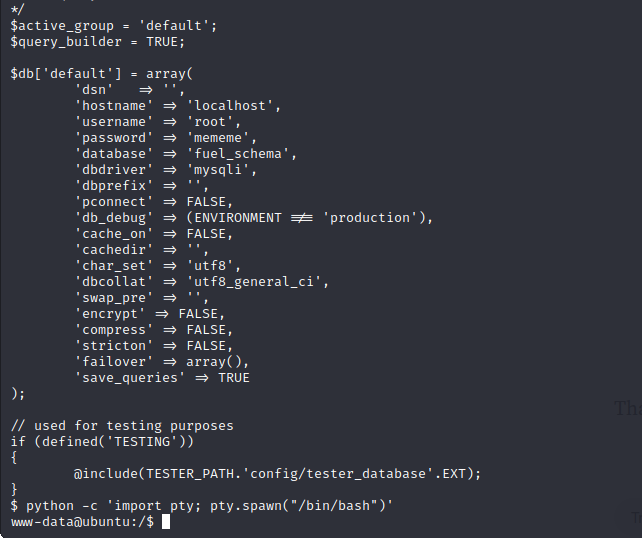 */
$active_group = 'default';
$query_builder = TRUE;
$db['default'] = array(
        'dsn'   => '',
        'hostname' => 'localhost',
        'username' => 'root',
        'password' => 'mememe',
        'database' => 'fuel_schema',
        'dbdriver' => 'mysqli',
        'dbprefix' => '',
        'pconnect' => FALSE,
        'db_debug' => (ENVIRONMENT !== 'production'),
        'cache_on' => FALSE,
        'cachedir' => '',
        'char_set' => 'utf8',
        'dbcollat' => 'utf8_general_ci',
        'swap_pre' => '',
        'encrypt' => FALSE,
        'compress' => FALSE,
        'stricton' => FALSE,
        'failover' => array(),
        'save_queries' => TRUE
);
// used for testing purposes
if (defined('TESTING'))
{
        @include(TESTER_PATH.'config/tester_database'.EXT);
}
$ python -c 'import pty; pty.spawn("/bin/bash")'
www-data@ubuntu:/$